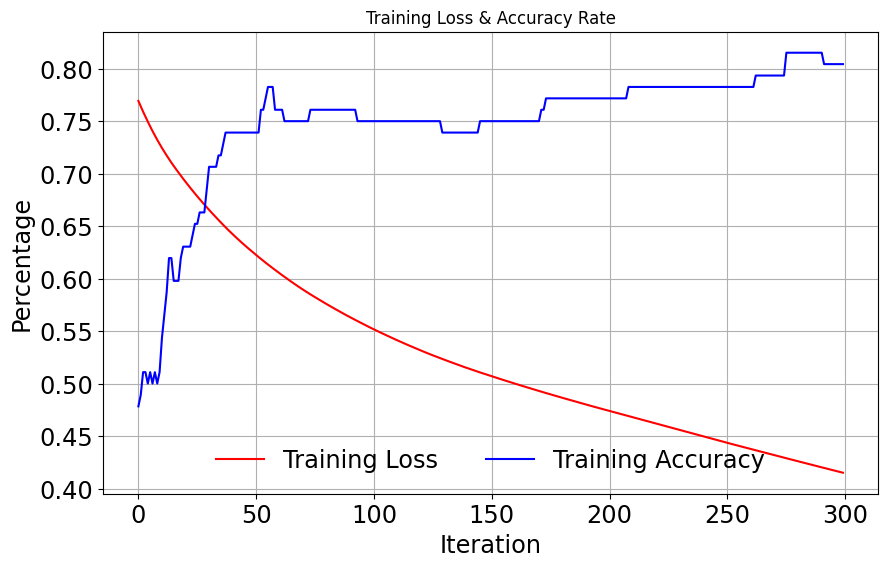 Training Loss & Accuracy Rate
Percentage
0.80
0.75
0.70
0.65
0.60
0.55
0.50
0.45
0.40
Training Loss Training Accuracy
0 50 100 150 200 250 300
Iteration